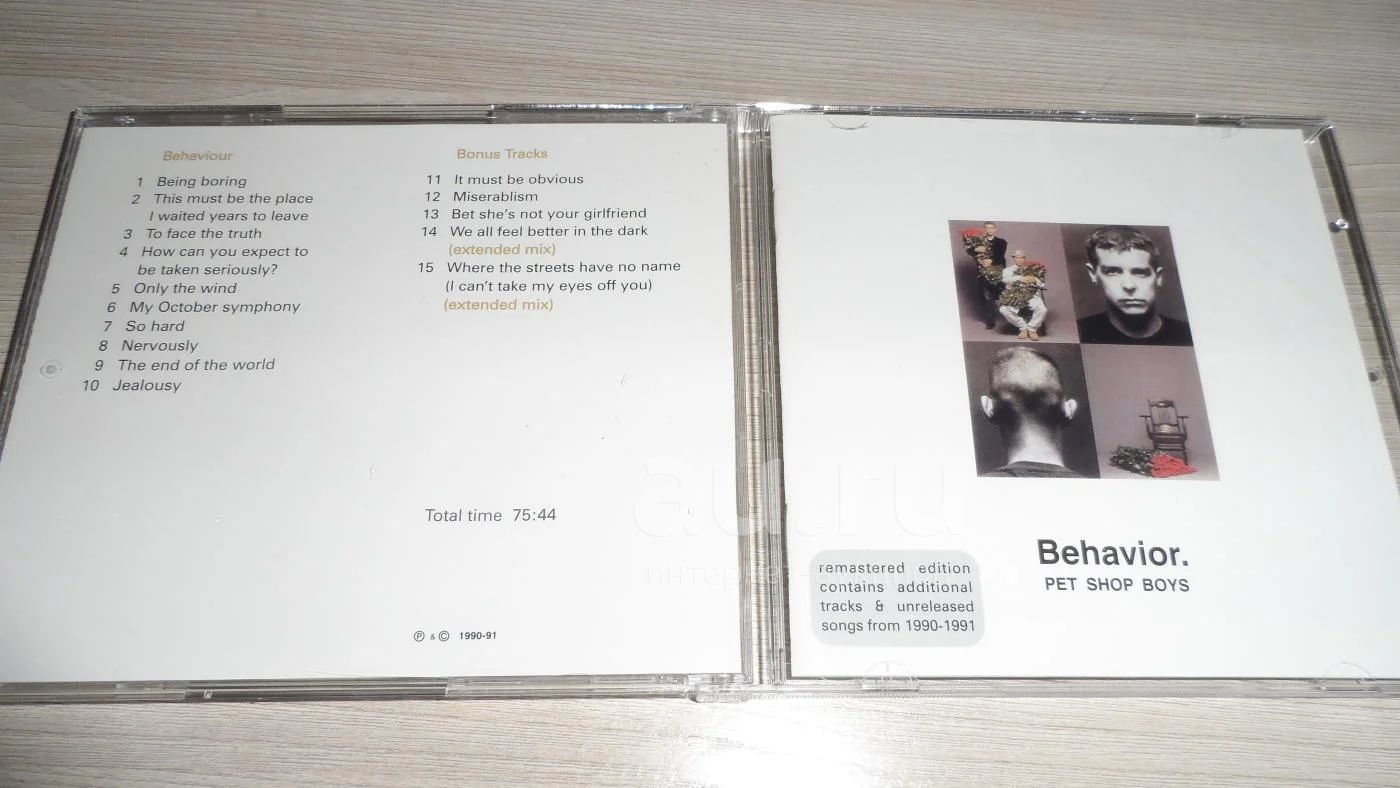 Behaviour
1 Being boring
2 This must be the place
I waited years to leave
3 To face the truth
4 How can you expect to
be taken seriously?
5 Only the wind
6 My October symphony
7 So hard
8 Nervously
9 The end of the world
10 Jealousy
Bonus Tracks
11 It must be obvious
12 Miserablism
13 Bet she's not your girlfriend
14 We all feel better in the dark
(extended mix)
15 Where the streets have no name
(I can't take my eyes off you)
(extended mix)
Total time 75:44
℗ & © 1990-91
Behavior.
PET SHOP BOYS
remastered edition
contains additional
tracks & unreleased
songs from 1990-1991
au.ru